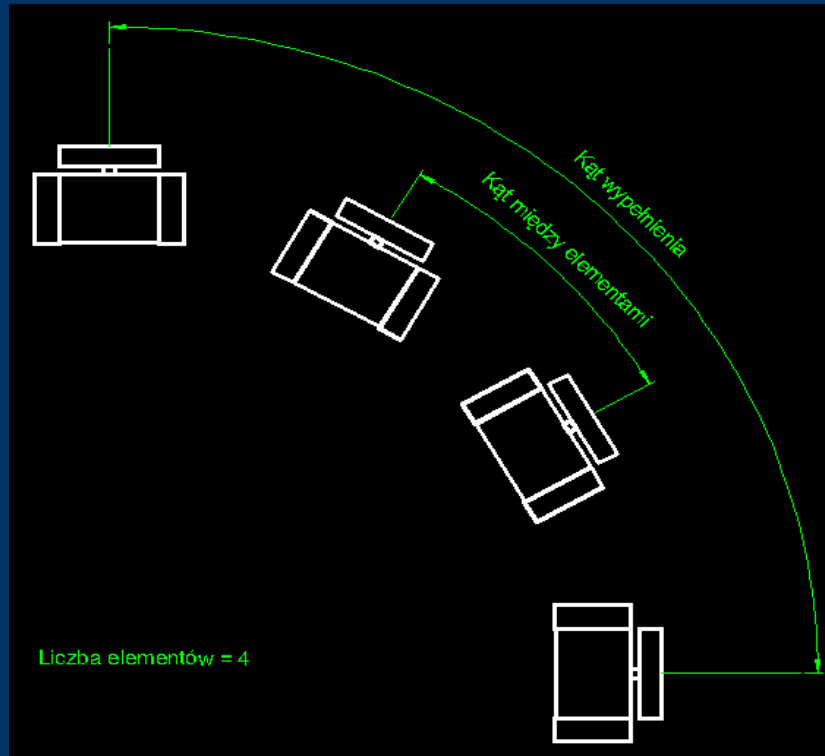 Kąt wypełnienia
Kąt między elementami
Liczba elementów = 4